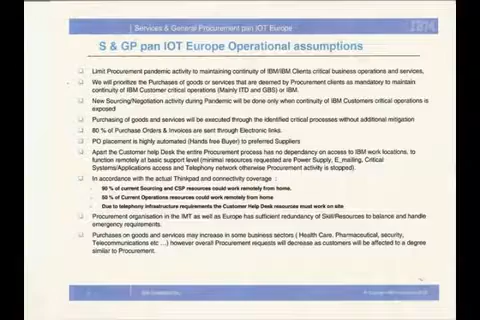 Services & General Procurement pan IOT Europe
IBM
S & GP pan IOT Europe Operational assumptions
Limit Procurement pandemic activity to maintaining continuity of IBM/IBM Clients critical business operations and services,
We will prioritize the Purchases of goods or services that are deemed by Procurement clients as mandatory to maintain
continuity of IBM Customer critical operations (Mainly ITD and GBS) or IBM.
New Sourcing/Negotiation activity during Pandemic will be done only when continuity of IBM Customers critical operations is
exposed
Purchasing of goods and services will be executed through the identified critical processes without additional mitigation
80 % of Purchase Orders & Invoices are sent through Electronic links.
PO placement is highly automated (Hands free Buyer) to preferred Suppliers
Apart the Customer help Desk the entire Procurement process has no dependancy on access to IBM work locations, to
function remotely at basic support level (minimal resources requested are Power Supply, E_mailing, Critical
Systems/Applications access and Telephony network otherwise Procurement activity is stopped).
In accordance with the actual Thinkpad and connectivity coverage :
90 % of current Sourcing and CSP resources could work remotely from home.
50 % of Current Operations resources could work remotely from home
Due to telephony infrastructure requirements the Customer Help Desk resources must work on site
Procurement organisation in the IMT as well as Europe has sufficient redundancy of Skill/Resources to balance and handle
emergency requirements.
Purchases on goods and services may increase in some business sectors ( Health Care, Pharmaceutical, security,
Telecommunications etc ...) however overall Procurement requests will decrease as customers will be affected to a degree
similar to Procurement.